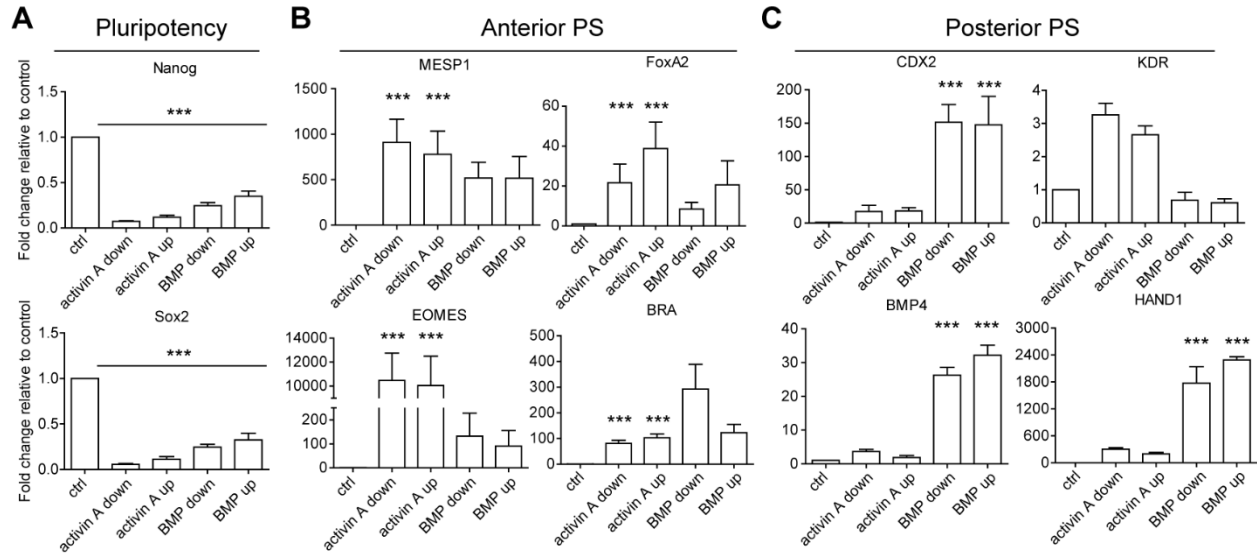 A
Pluripotency
B
Anterior PS
C
Posterior PS
Nanog
Fold change relative to control
1.5
1.0
0.5
0.0
***
ctrl
activin A down
activin A up
BMP down
BMP up
MESP1
1500
1000
500
0
***
***
ctrl
activin A down
activin A up
BMP down
BMP up
FoxA2
60
40
20
0
***
***
ctrl
activin A down
activin A up
BMP down
BMP up
CDX2
200
150
100
50
0
***
***
ctrl
activin A down
activin A up
BMP down
BMP up
KDR
4
3
2
1
0
ctrl
activin A down
activin A up
BMP down
BMP up
Sox2
Fold change relative to control
1.5
1.0
0.5
0.0
***
ctrl
activin A down
activin A up
BMP down
BMP up
EOMES
14000
12000
10000
200
100
0
***
***
ctrl
activin A down
activin A up
BMP down
BMP up
BRA
500
400
300
200
100
0
***
***
ctrl
activin A down
activin A up
BMP down
BMP up
BMP4
40
30
20
10
0
***
***
ctrl
activin A down
activin A up
BMP down
BMP up
HAND1
3000
2400
1800
1200
600
0
***
***
ctrl
activin A down
activin A up
BMP down
BMP up